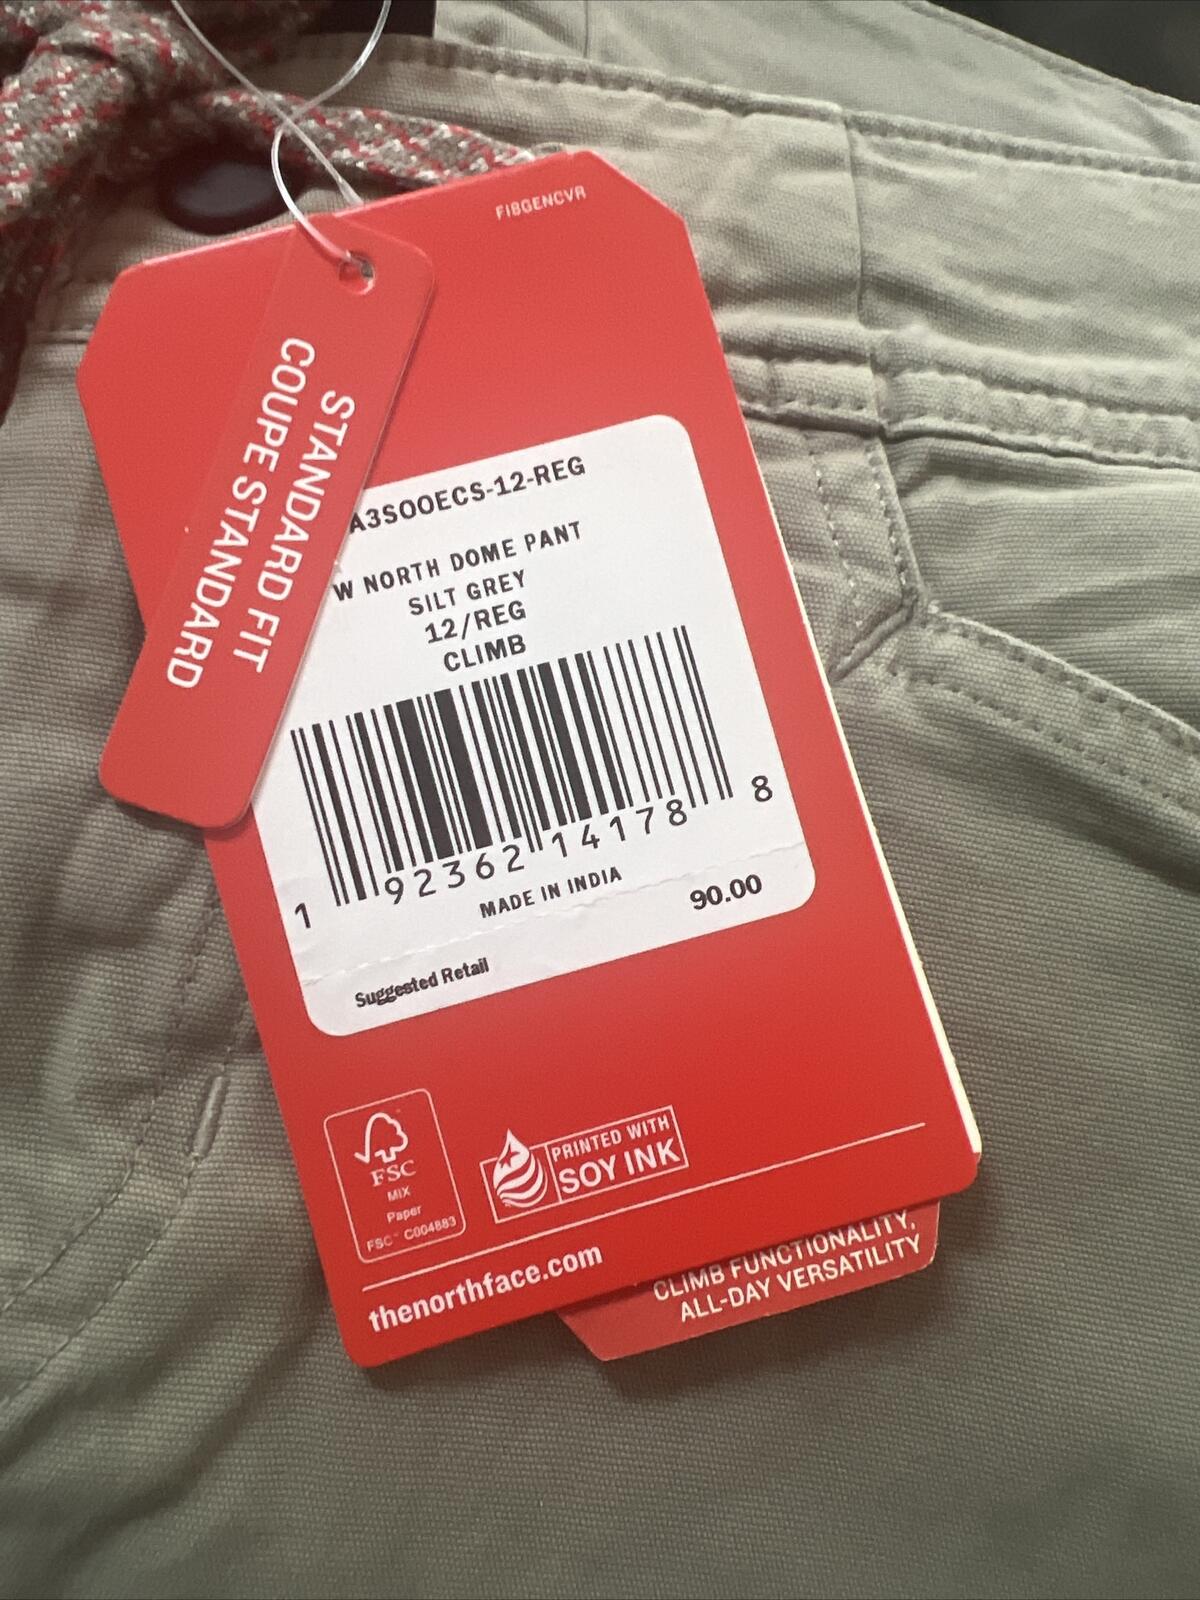 FI8GENCVR
STANDARD FIT
COUPE STANDARD
A3SOOECS-12-REG
W NORTH DOME PANT
SILT GREY
12/REG
CLIMB
1 92362 14178 8
MADE IN INDIA
90.00
Suggested Retail
FSC
MIX
Paper
FSC™ C004883
PRINTED WITH
SOY INK
thenorthface.com
CLIMB FUNCTIONALITY,
ALL-DAY VERSATILITY